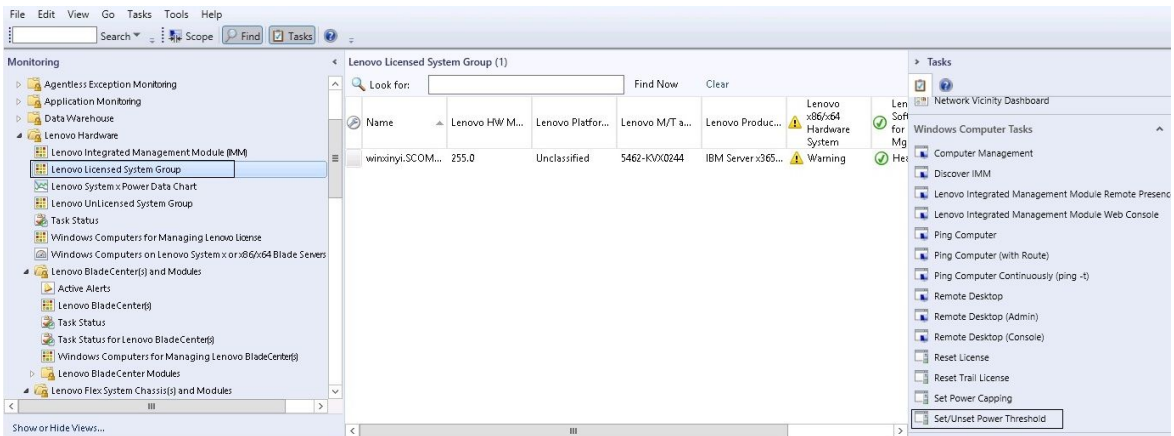 File Edit View Go Tasks Tools Help
Search Scope Find Tasks
Monitoring
Agentless Exception Monitoring
Application Monitoring
Data Warehouse
Lenovo Hardware
Lenovo Integrated Management Module (IMM)
Lenovo Licensed System Group
Lenovo System x Power Data Chart
Lenovo UnLicensed System Group
Task Status
Windows Computers for Managing Lenovo License
Windows Computers on Lenovo System x or x86/x64 Blade Servers
Lenovo BladeCenter(s) and Modules
Active Alerts
Lenovo BladeCenter(s)
Task Status
Task Status for Lenovo BladeCenter(s)
Windows Computers for Managing Lenovo BladeCenter(s)
Lenovo BladeCenter Modules
Lenovo Flex System Chassis(s) and Modules
Show or Hide Views...
Lenovo Licensed System Group (1)
Look for: Find Now Clear
Name Lenovo HW M... Lenovo Platfor... Lenovo M/T a... Lenovo Produc... Lenovo x86/x64 Hardware System Len Soft for Mg
winxinyi.SCOM... 255.0 Unclassified 5462-KVX0244 IBM Server x365... Warning Hea
Tasks
Network Vicinity Dashboard
Windows Computer Tasks
Computer Management
Discover IMM
Lenovo Integrated Management Module Remote Presenc
Lenovo Integrated Management Module Web Console
Ping Computer
Ping Computer (with Route)
Ping Computer Continuously (ping -t)
Remote Desktop
Remote Desktop (Admin)
Remote Desktop (Console)
Reset License
Reset Trail License
Set Power Capping
Set/Unset Power Threshold